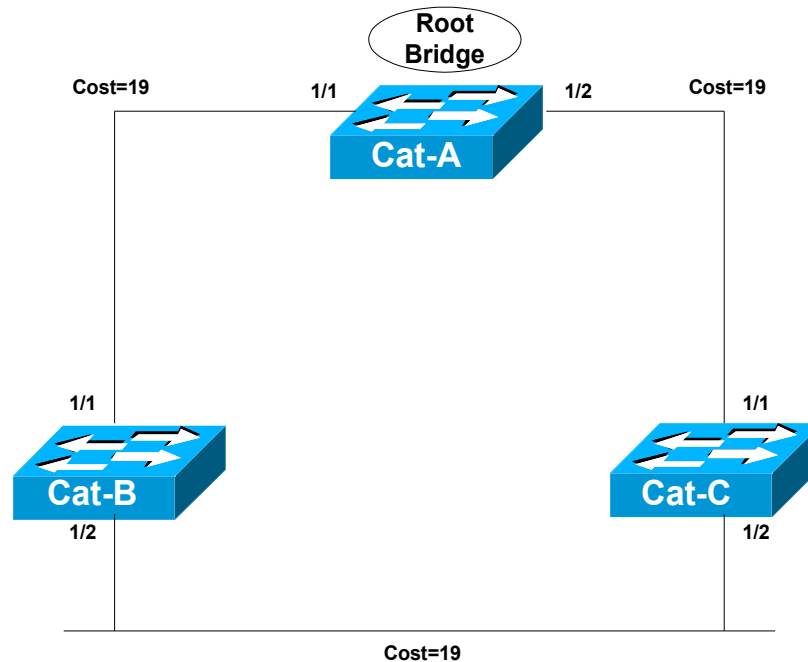 Root
Bridge
Cost=19
1/1
1/2
Cost=19
Cat-A
1/1
1/1
Cat-B
Cat-C
1/2
1/2
Cost=19